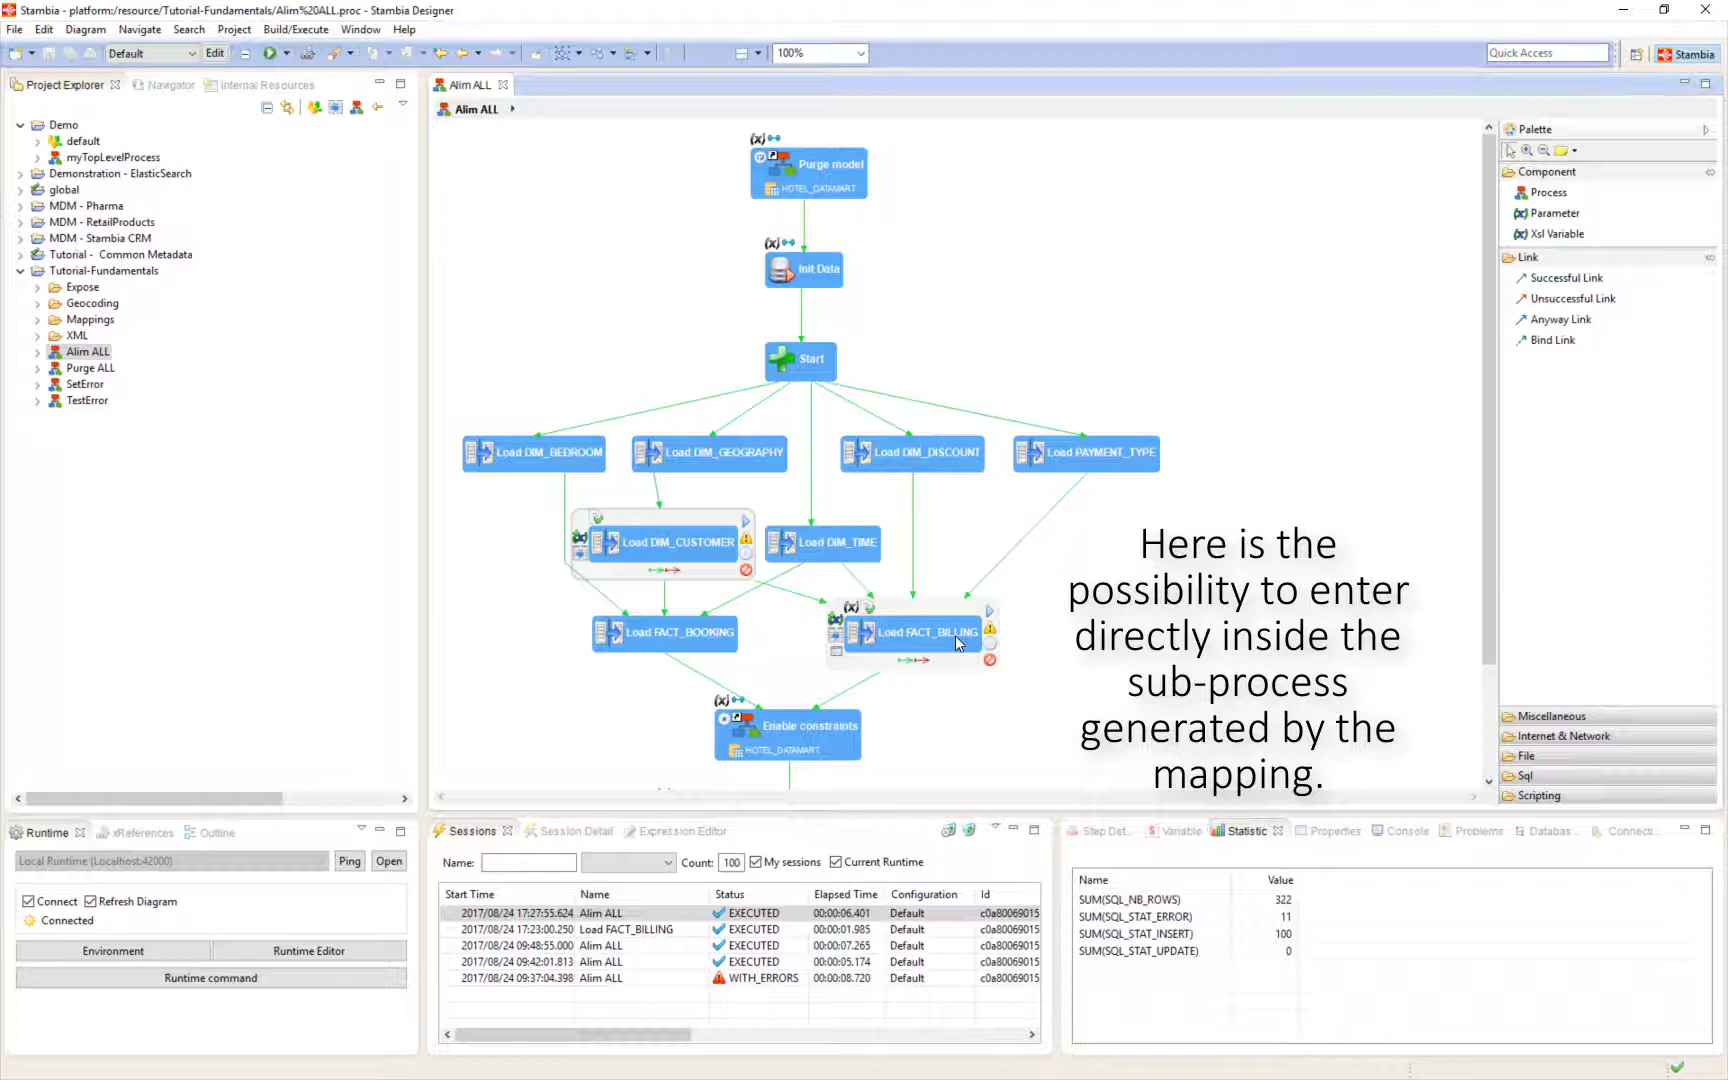 Stambia - platform:/resource/Tutorial-Fundamentals/Alim%20ALL.proc - Stambia Designer
File Edit Diagram Navigate Search Project Build/Execute Window Help
Default Edit 100% Quick Access Stambia
Project Explorer Navigator Internal Resources
Demo
default
myTopLevelProcess
Demonstration - ElasticSearch
global
MDM - Pharma
MDM - RetailProducts
MDM - Stambia CRM
Tutorial - Common Metadata
Tutorial-Fundamentals
Expose
Geocoding
Mappings
XML
Alim ALL
Purge ALL
SetError
TestError
Alim ALL
Alim ALL
(x)
Purge model
HOTEL_DATAMART
(x)
Init Data
Start
Load DIM_BEDROOM
Load DIM_GEOGRAPHY
Load DIM_DISCOUNT
Load PAYMENT_TYPE
Load DIM_CUSTOMER
Load DIM_TIME
Load FACT_BOOKING
(x)
Load FACT_BILLING
(x)
Enable constraints
HOTEL_DATAMART
Here is the
possibility to enter
directly inside the
sub-process
generated by the
mapping.
Palette
Component
Process
Parameter
Xsl Variable
Link
Successful Link
Unsuccessful Link
Anyway Link
Bind Link
Miscellaneous
Internet & Network
File
Sql
Scripting
Runtime xReferences Outline
Local Runtime (Localhost:42000) Ping Open
Connect Refresh Diagram
Connected
Environment Runtime Editor
Runtime command
Sessions Session Detail Expression Editor
Name: Count: 100 My sessions Current Runtime
Start Time Name Status Elapsed Time Configuration Id
2017/08/24 17:27:55.624 Alim ALL EXECUTED 00:00:06.401 Default c0a80069015
2017/08/24 17:23:00.250 Load FACT_BILLING EXECUTED 00:00:01.985 Default c0a80069015
2017/08/24 09:48:55.000 Alim ALL EXECUTED 00:00:07.265 Default c0a80069015
2017/08/24 09:42:01.813 Alim ALL EXECUTED 00:00:05.174 Default c0a80069015
2017/08/24 09:37:04.398 Alim ALL WITH_ERRORS 00:00:08.720 Default c0a80069015
Step Det... Variable Statistic Properties Console Problems Databas... Connecti...
Name Value
SUM(SQL_NB_ROWS) 322
SUM(SQL_STAT_ERROR) 11
SUM(SQL_STAT_INSERT) 100
SUM(SQL_STAT_UPDATE) 0